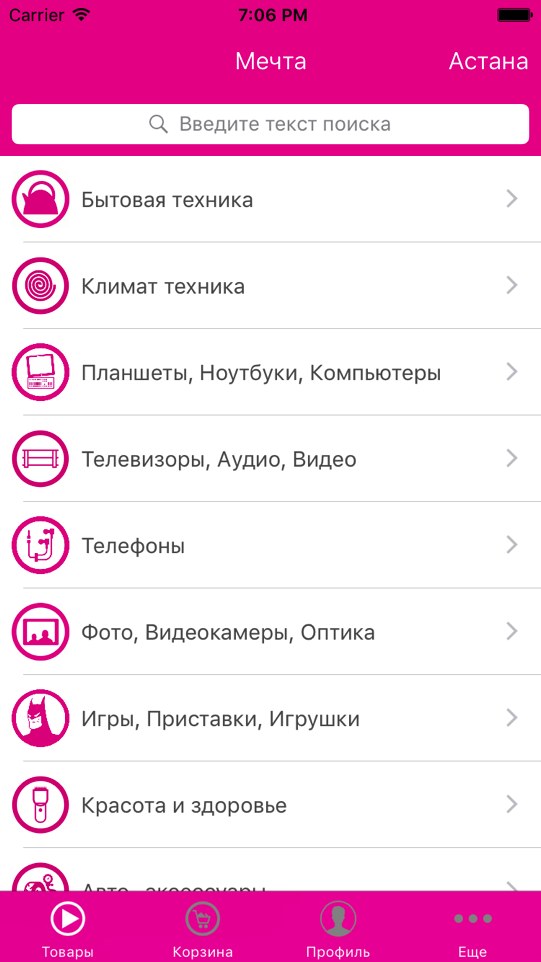 Carrier 7:06 PM
Мечта Астана
Введите текст поиска
Бытовая техника
Климат техника
Планшеты, Ноутбуки, Компьютеры
Телевизоры, Аудио, Видео
Телефоны
Фото, Видеокамеры, Оптика
Игры, Приставки, Игрушки
Красота и здоровье
Авто - аксессуары
Товары Корзина Профиль Еще